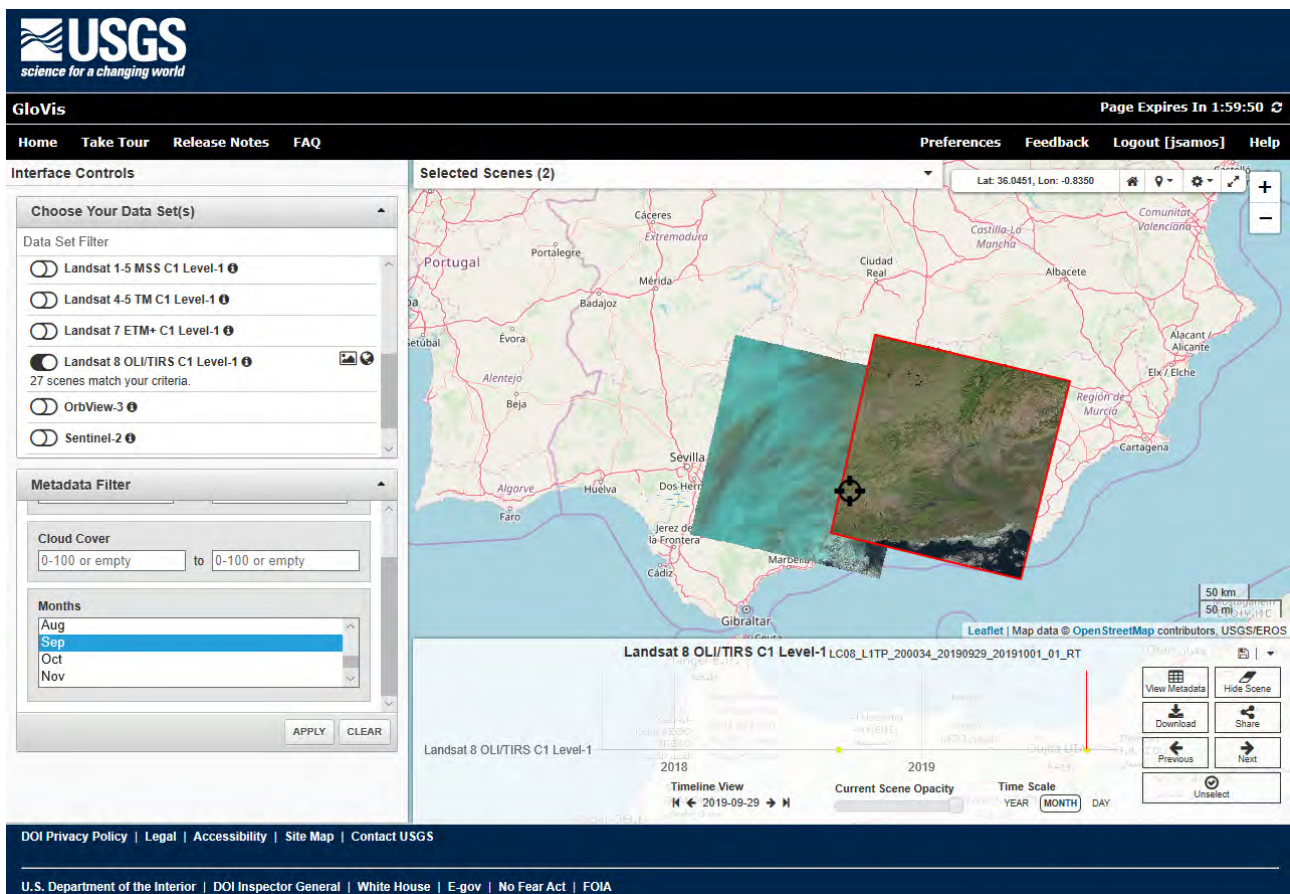 USGS
science for a changing world
GloVis
Page Expires In 1:59:50
Home Take Tour Release Notes FAQ
Preferences Feedback Logout [jsamos] Help
Interface Controls
Choose Your Data Set(s)
Data Set Filter
Landsat 1-5 MSS C1 Level-1
Landsat 4-5 TM C1 Level-1
Landsat 7 ETM+ C1 Level-1
Landsat 8 OLI/TIRS C1 Level-1
27 scenes match your criteria.
OrbView-3
Sentinel-2
Metadata Filter
Cloud Cover
0-100 or empty to 0-100 or empty
Months
Aug
Sep
Oct
Nov
APPLY CLEAR
Selected Scenes (2)
Lat: 36.0451, Lon: -0.8350
+
−
Cáceres
Extremadura
Castilla-La
Mancha
Comunitat
Valenciana
Portalegre
Portugal
Ciudad
Real
Albacete
Mérida
Badajoz
Évora
Setúbal
Alacant /
Alicante
Elx / Elche
Alentejo
Beja
Región de
Murcia
Cartagena
Sevilla
Dos Her
Algarve
Huelva
Faro
Jerez de
la Frontera
Marbella
Cádiz
Gibraltar
Ceuta
50 km
50 mi
Leaflet | Map data © OpenStreetMap contributors, USGS/EROS
Landsat 8 OLI/TIRS C1 Level-1 LC08_L1TP_200034_20190929_20191001_01_RT
View Metadata Hide Scene
Download Share
Previous Next
Unselect
Landsat 8 OLI/TIRS C1 Level-1
2018 2019
Timeline View
2019-09-29
Current Scene Opacity
Time Scale
YEAR MONTH DAY
DOI Privacy Policy | Legal | Accessibility | Site Map | Contact USGS
U.S. Department of the Interior | DOI Inspector General | White House | E-gov | No Fear Act | FOIA